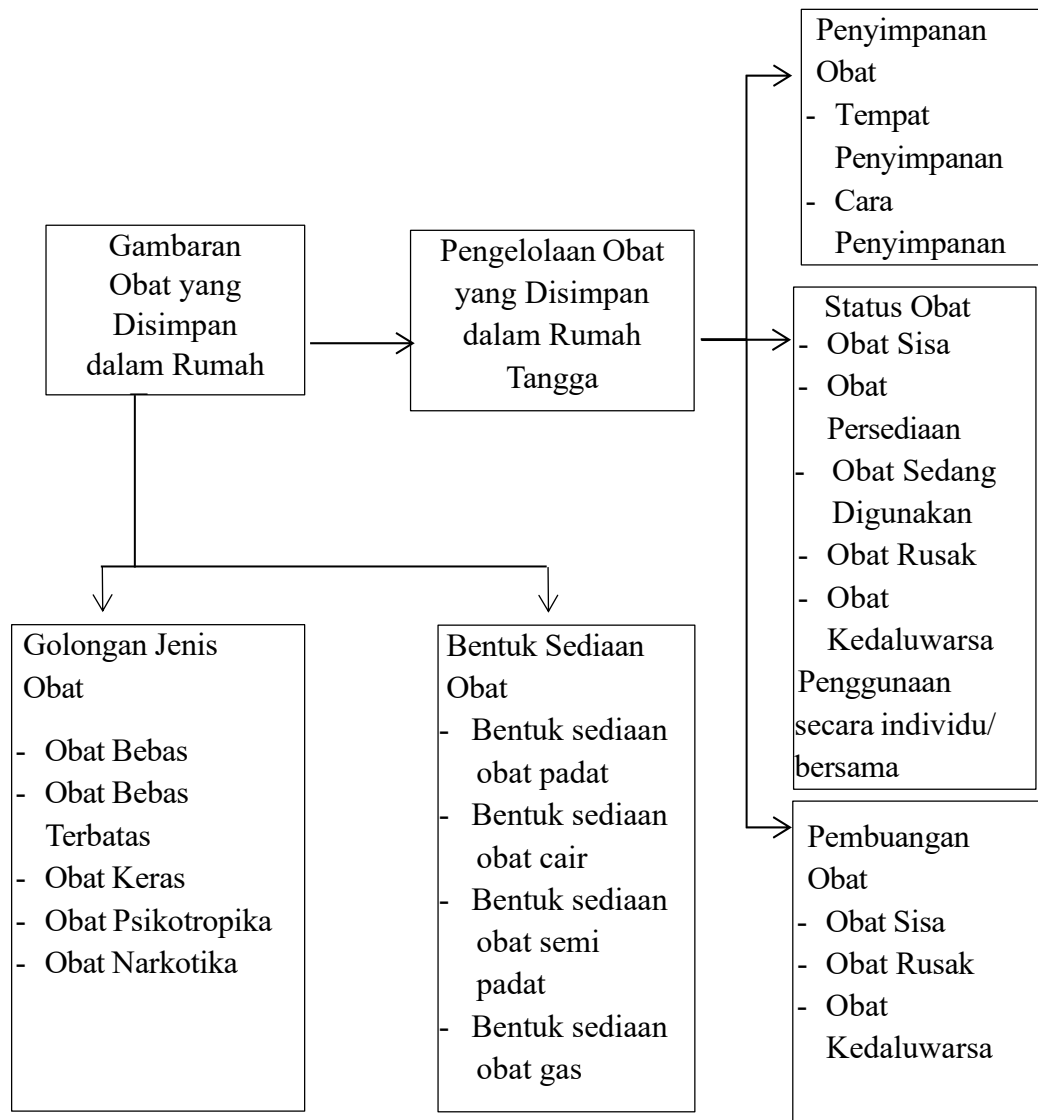 Gambaran
Obat yang
Disimpan
dalam Rumah
Pengelolaan Obat
yang Disimpan
dalam Rumah
Tangga
Penyimpanan
Obat
- Tempat
Penyimpanan
- Cara
Penyimpanan
Status Obat
- Obat Sisa
- Obat
Persediaan
- Obat Sedang
Digunakan
- Obat Rusak
- Obat
Kedaluwarsa
Penggunaan
secara individu/
bersama
Pembuangan
Obat
- Obat Sisa
- Obat Rusak
- Obat
Kedaluwarsa
Golongan Jenis
Obat
- Obat Bebas
- Obat Bebas
Terbatas
- Obat Keras
- Obat Psikotropika
- Obat Narkotika
Bentuk Sediaan
Obat
- Bentuk sediaan
obat padat
- Bentuk sediaan
obat cair
- Bentuk sediaan
obat semi
padat
- Bentuk sediaan
obat gas